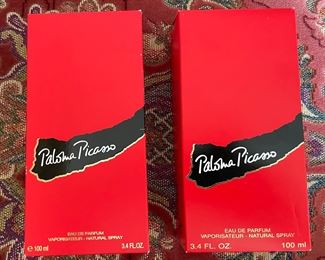 Paloma Picasso
EAU DE PARFUM
VAPORISATEUR - NATURAL SPRAY
℮ 100 ml 3.4 FL.OZ.
Paloma Picasso
EAU DE PARFUM
VAPORISATEUR - NATURAL SPRAY
3.4 FL. OZ. 100 ml